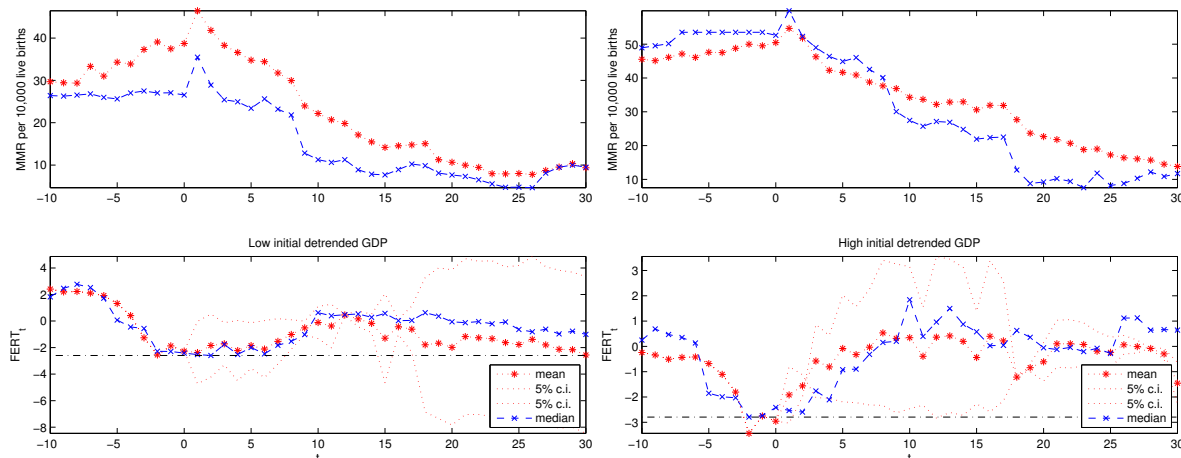 MMR per 10,000 live births
40
30
20
10
−10 −5 0 5 10 15 20 25 30
MMR per 10,000 live births
50
40
30
20
10
−10 −5 0 5 10 15 20 25 30
Low initial detrended GDP
FERT_t
4
2
0
−2
−4
−6
−8
−10 −5 0 5 10 15 20 25 30
mean
5% c.i.
5% c.i.
median
High initial detrended GDP
FERT_t
3
2
1
0
−1
−2
−3
−10 −5 0 5 10 15 20 25 30
mean
5% c.i.
5% c.i.
median